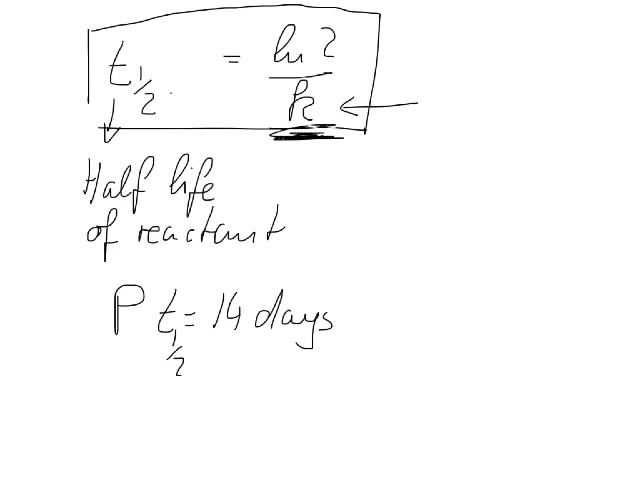 t½ = ln 2 / k
Half life
of reactant
P t½ = 14 days